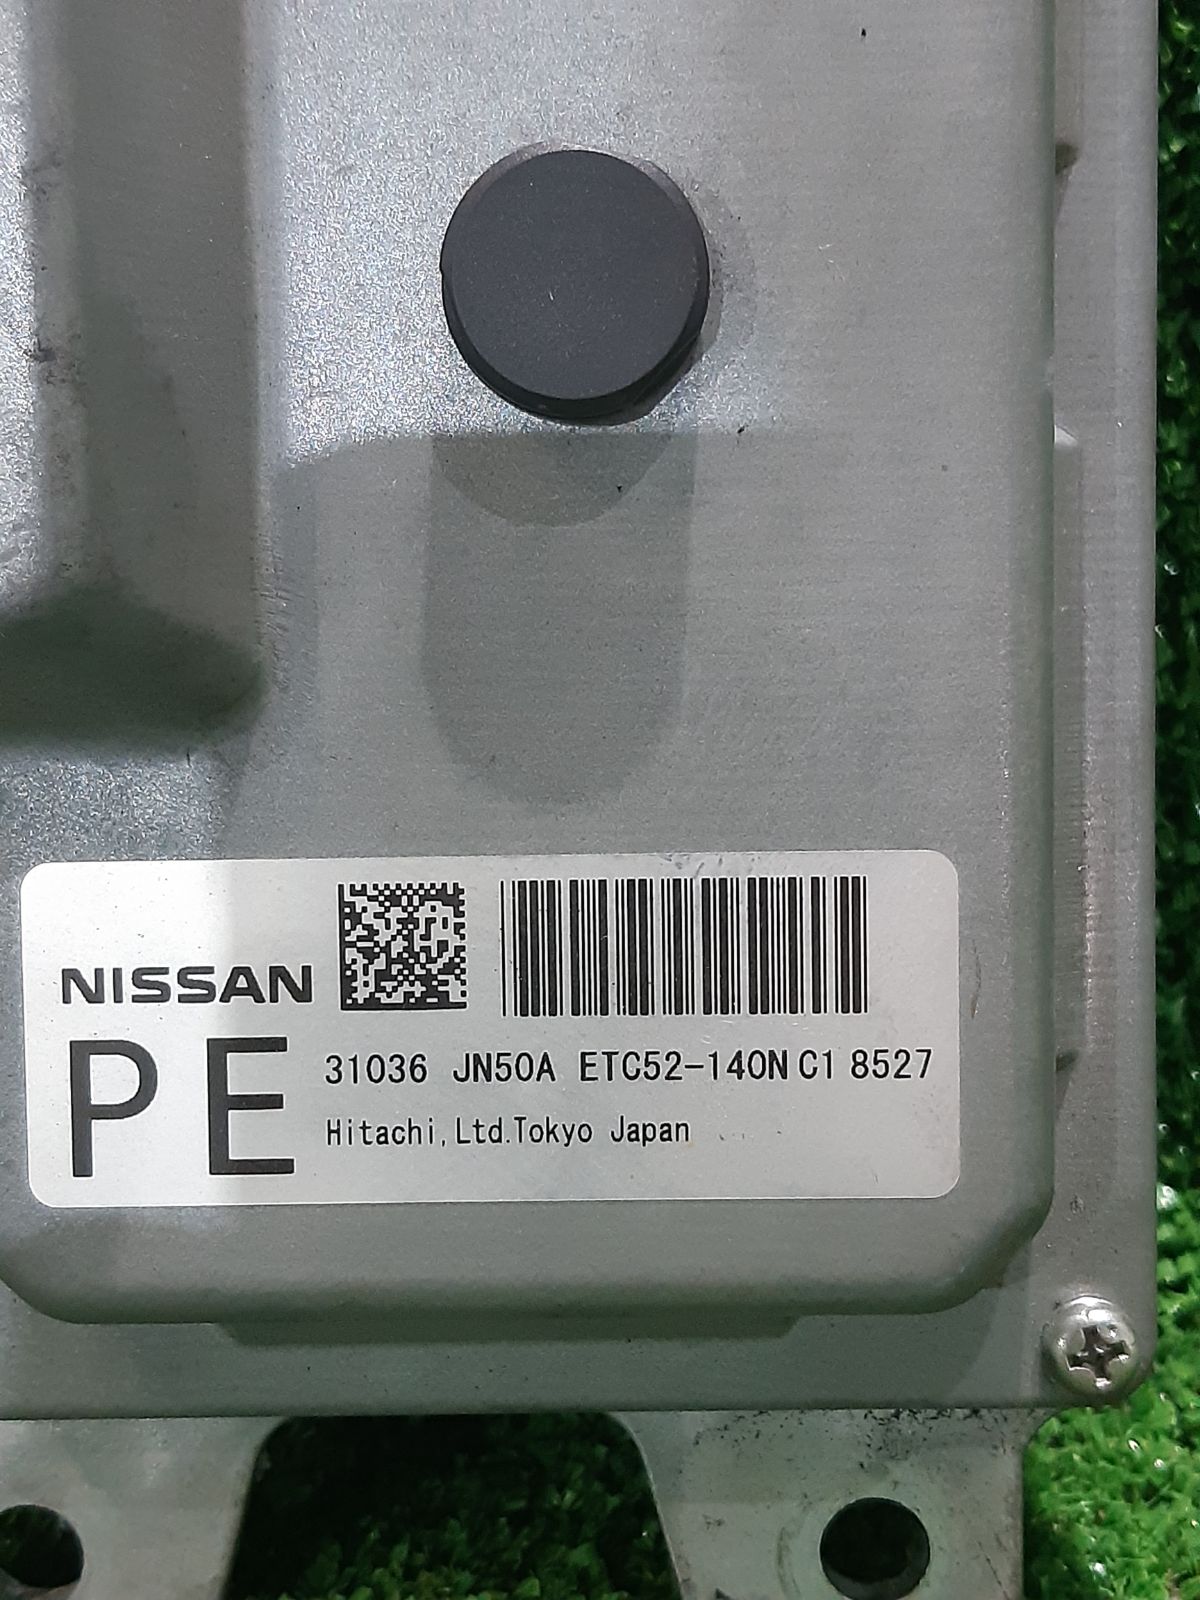 NISSAN
PE
31036 JN50A ETC52-140N C1 8527
Hitachi, Ltd. Tokyo Japan